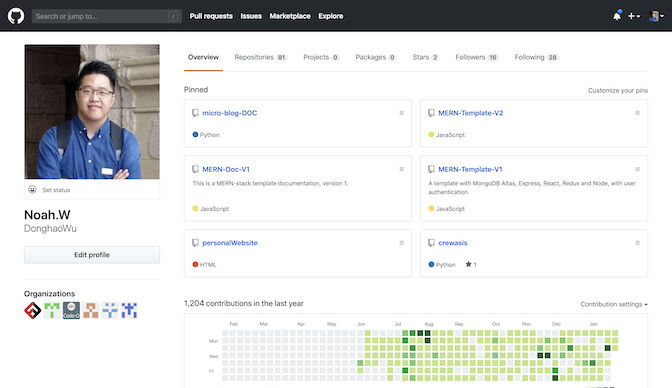 Search or jump to... /
Pull requests Issues Marketplace Explore
Overview Repositories 81 Projects 0 Packages 0 Stars 2 Followers 16 Following 28
Pinned Customize your pins
micro-blog-DOC
Python
MERN-Template-V2
JavaScript
MERN-Doc-V1
This is a MERN-stack template documentation, version 1.
JavaScript
MERN-Template-V1
A template with MongoDB Altas, Express, React, Redux and Node, with user
authentication.
JavaScript
personalWebsite
HTML
crewasis
Python 1
Set status
Noah.W
DonghaoWu
Edit profile
Organizations
Code-O
1,204 contributions in the last year Contribution settings
Feb Mar Apr May Jun Jul Aug Sep Oct Nov Dec Jan
Mon
Wed
Fri